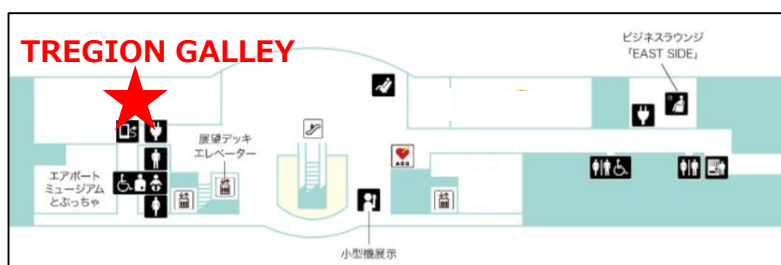 TREGION GALLEY
ビジネスラウンジ
「EAST SIDE」
展望デッキ
エレベーター
AED
エアポート
ミュージアム
とぶっちゃ
小型機展示